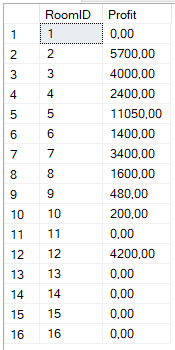 RoomID Profit
1 1 0,00
2 2 5700,00
3 3 4000,00
4 4 2400,00
5 5 11050,00
6 6 1400,00
7 7 3400,00
8 8 1600,00
9 9 480,00
10 10 200,00
11 11 0,00
12 12 4200,00
13 13 0,00
14 14 0,00
15 15 0,00
16 16 0,00